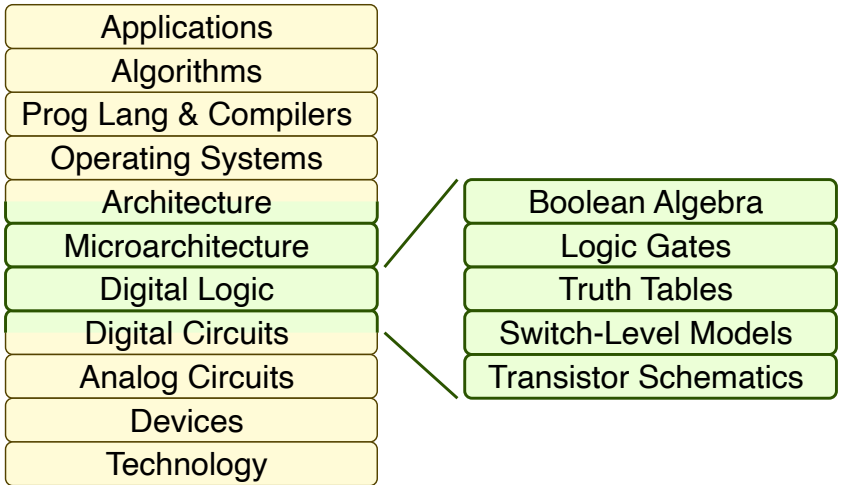 Applications
Algorithms
Prog Lang & Compilers
Operating Systems
Architecture
Microarchitecture
Digital Logic
Digital Circuits
Analog Circuits
Devices
Technology
Boolean Algebra
Logic Gates
Truth Tables
Switch-Level Models
Transistor Schematics